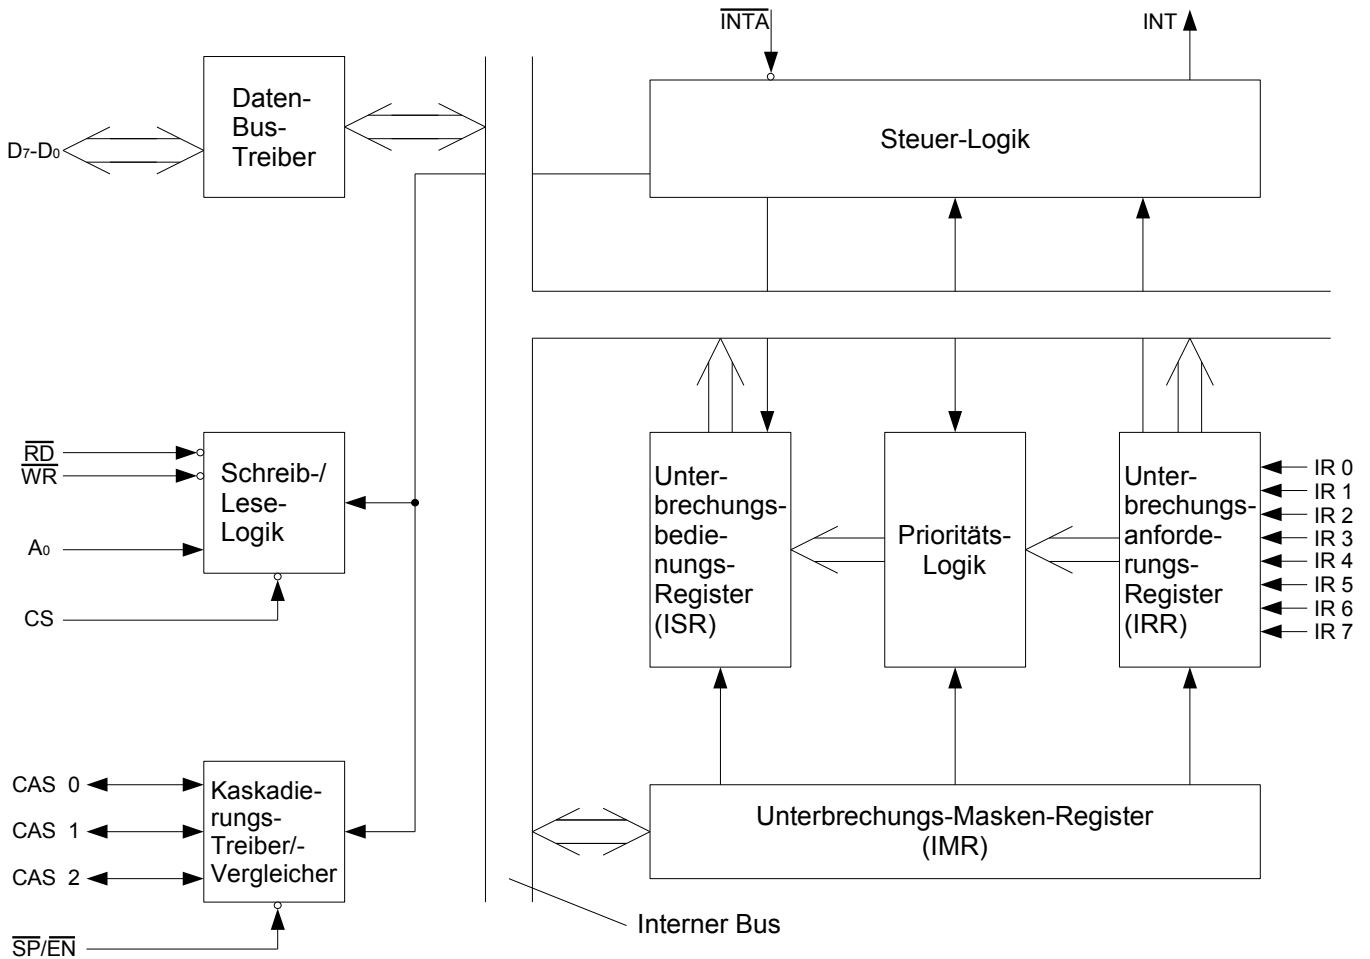 INTA
INT
Daten-
Bus-
Treiber
D7-D0
Steuer-Logik
RD
WR
A0
CS
Schreib-/
Lese-
Logik
Unter-
brechungs-
bedie-
nungs-
Register
(ISR)
Prioritäts-
Logik
Unter-
brechungs-
anforde-
rungs-
Register
(IRR)
IR 0
IR 1
IR 2
IR 3
IR 4
IR 5
IR 6
IR 7
CAS 0
CAS 1
CAS 2
SP/EN
Kaskadie-
rungs-
Treiber/-
Vergleicher
Unterbrechungs-Masken-Register
(IMR)
Interner Bus